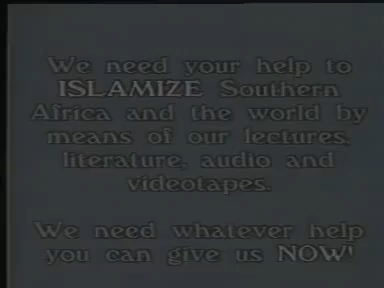 We need your help to
ISLAMIZE Southern
Africa and the world by
means of our lectures,
literature, audio and
videotapes.
We need whatever help
you can give us NOW!